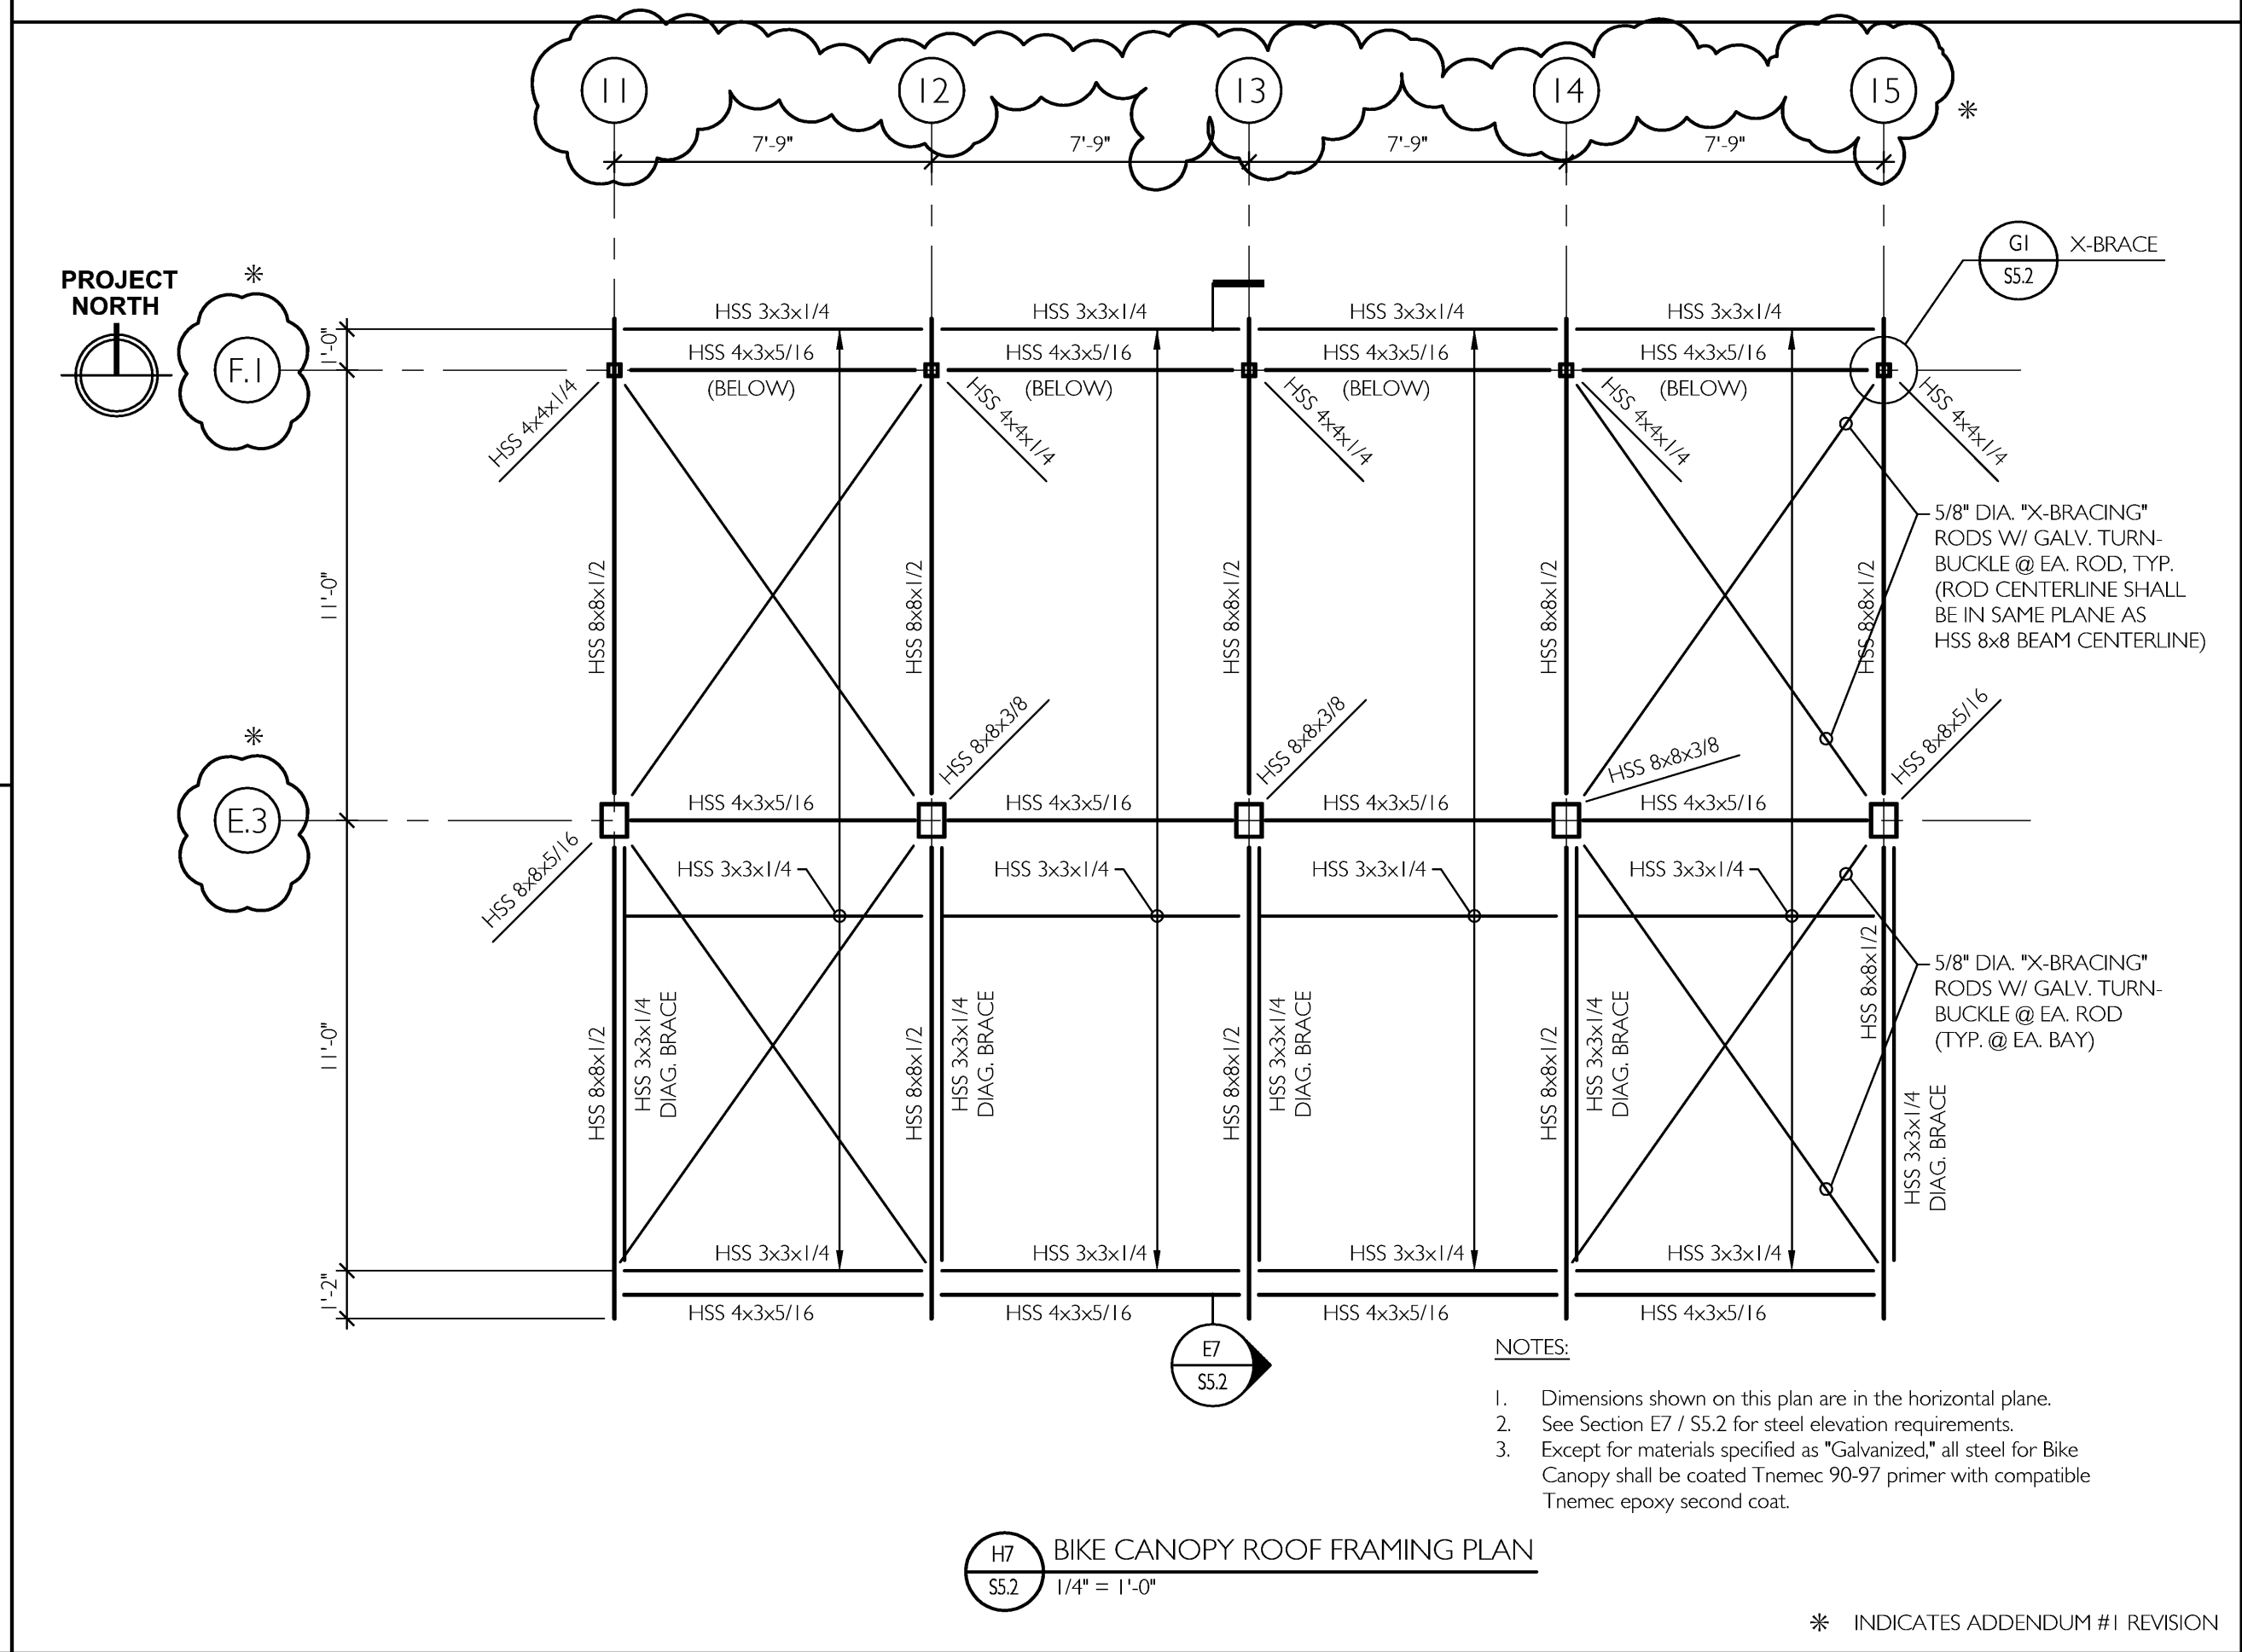 11 12 13 14 15
*
7'-9" 7'-9" 7'-9" 7'-9"
G1
S5.2
X-BRACE
PROJECT
NORTH
*
F.1
1'-0"
HSS 3x3x1/4 HSS 3x3x1/4 HSS 3x3x1/4 HSS 3x3x1/4
HSS 4x3x5/16 HSS 4x3x5/16 HSS 4x3x5/16 HSS 4x3x5/16
(BELOW) (BELOW) (BELOW) (BELOW)
HSS 4x4x1/4 HSS 4x4x1/4 HSS 4x4x1/4 HSS 4x4x1/4 HSS 4x4x1/4
5/8" DIA. "X-BRACING"
RODS W/ GALV. TURN-
BUCKLE @ EA. ROD, TYP.
(ROD CENTERLINE SHALL
BE IN SAME PLANE AS
HSS 8x8 BEAM CENTERLINE)
11'-0"
HSS 8x8x1/2 HSS 8x8x1/2 HSS 8x8x1/2 HSS 8x8x1/2 HSS 8x8x1/2
HSS 8x8x3/8 HSS 8x8x3/8 HSS 8x8x3/8 HSS 8x8x5/16
*
E.3
HSS 4x3x5/16 HSS 4x3x5/16 HSS 4x3x5/16 HSS 4x3x5/16
HSS 8x8x5/16
HSS 3x3x1/4 HSS 3x3x1/4 HSS 3x3x1/4 HSS 3x3x1/4
5/8" DIA. "X-BRACING"
RODS W/ GALV. TURN-
BUCKLE @ EA. ROD
(TYP. @ EA. BAY)
11'-0"
HSS 8x8x1/2 HSS 8x8x1/2 HSS 8x8x1/2 HSS 8x8x1/2 HSS 8x8x1/2
HSS 3x3x1/4 HSS 3x3x1/4 HSS 3x3x1/4 HSS 3x3x1/4 HSS 3x3x1/4
DIAG. BRACE DIAG. BRACE DIAG. BRACE DIAG. BRACE DIAG. BRACE
HSS 3x3x1/4 HSS 3x3x1/4 HSS 3x3x1/4 HSS 3x3x1/4
1'-2"
HSS 4x3x5/16 HSS 4x3x5/16 HSS 4x3x5/16 HSS 4x3x5/16
E7
S5.2
NOTES:
1. Dimensions shown on this plan are in the horizontal plane.
2. See Section E7 / S5.2 for steel elevation requirements.
3. Except for materials specified as "Galvanized," all steel for Bike
Canopy shall be coated Tnemec 90-97 primer with compatible
Tnemec epoxy second coat.
H7
S5.2
BIKE CANOPY ROOF FRAMING PLAN
1/4" = 1'-0"
* INDICATES ADDENDUM #1 REVISION